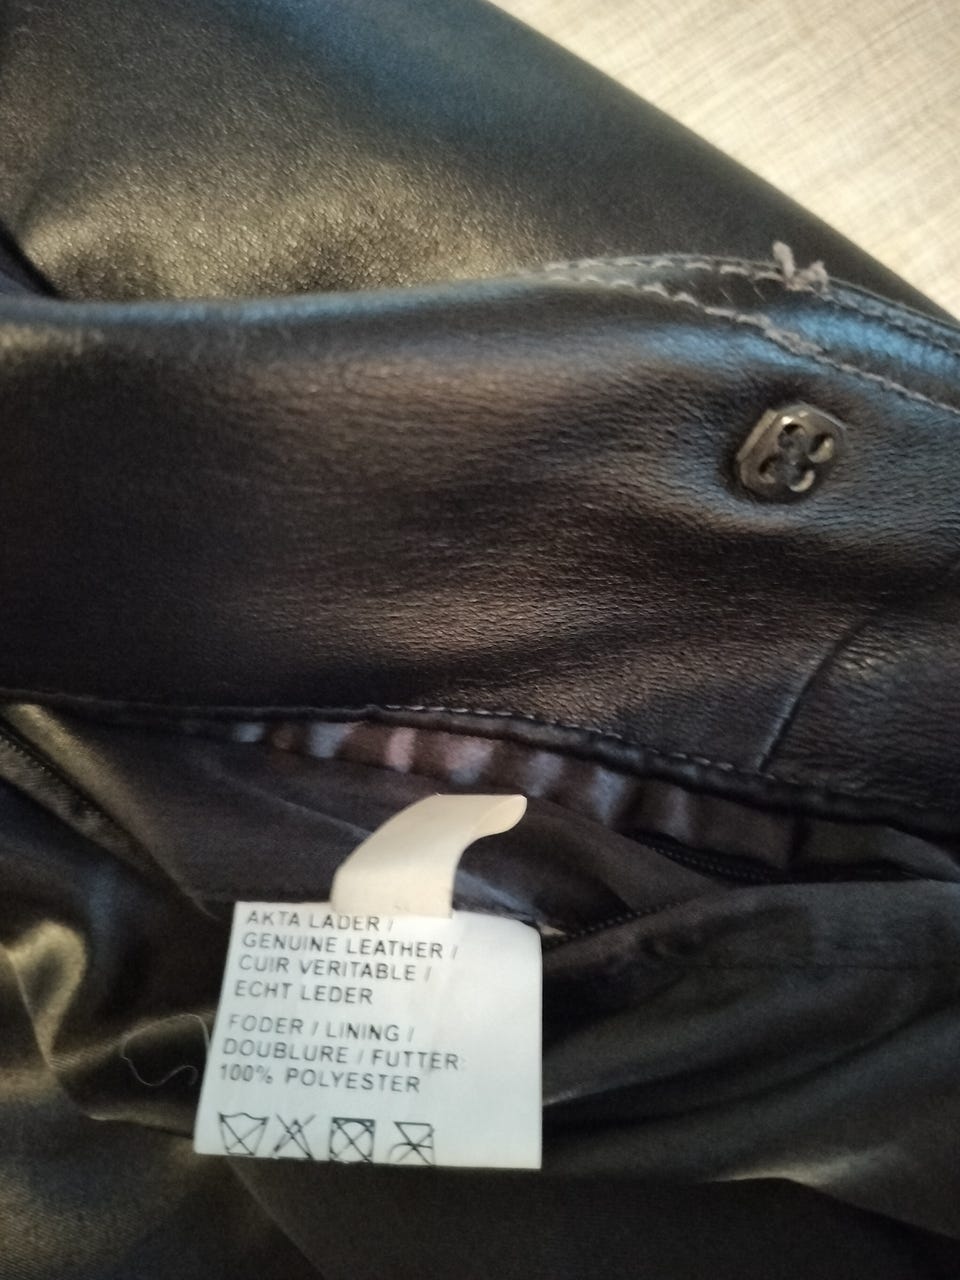 AKTA LADER /
GENUINE LEATHER /
CUIR VERITABLE /
ECHT LEDER
FODER / LINING /
DOUBLURE / FUTTER:
100% POLYESTER